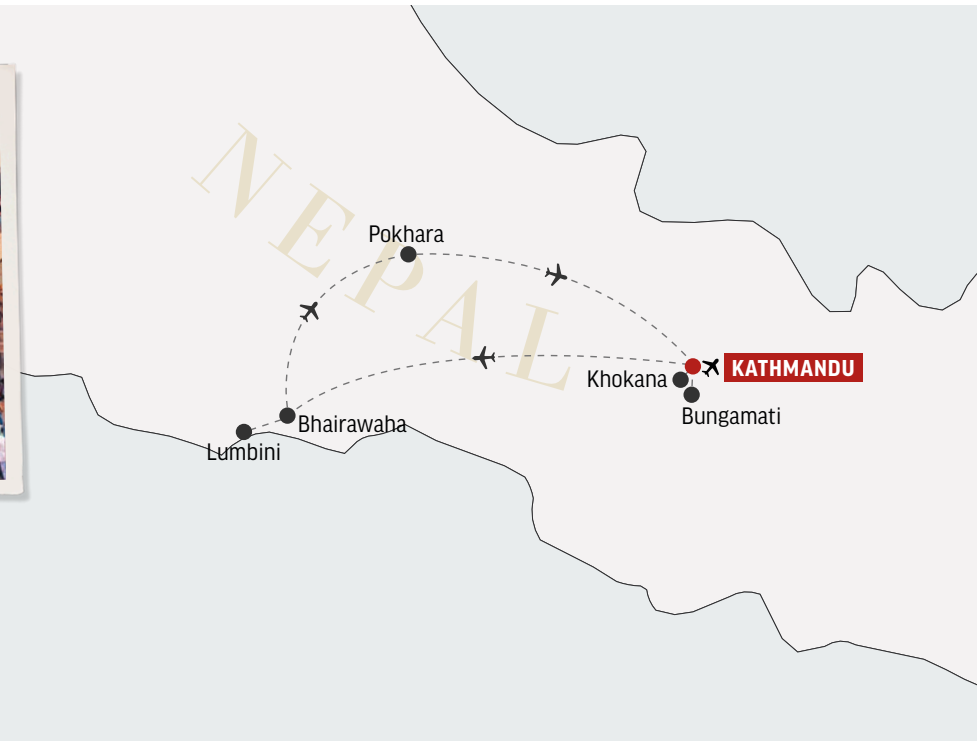 NEPAL
Pokhara
KATHMANDU
Khokana
Bungamati
Bhairawaha
Lumbini